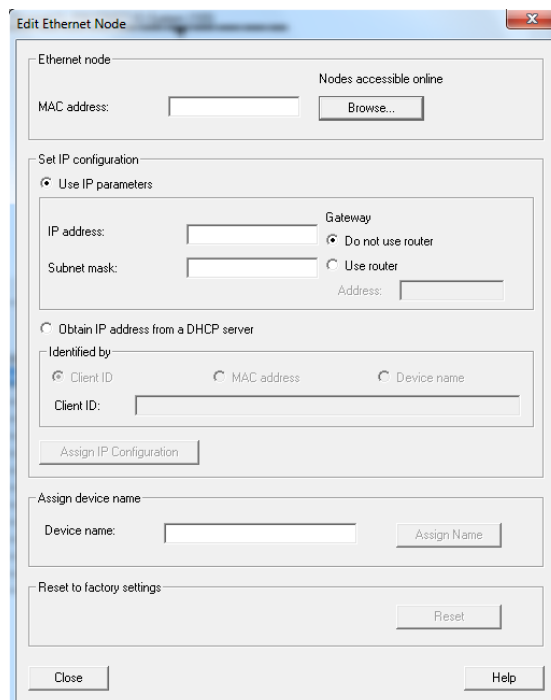 Edit Ethernet Node
Ethernet node
Nodes accessible online
MAC address:
Browse...
Set IP configuration
Use IP parameters
Gateway
IP address:
Do not use router
Subnet mask:
Use router
Address:
Obtain IP address from a DHCP server
Identified by
Client ID
MAC address
Device name
Client ID:
Assign IP Configuration
Assign device name
Device name:
Assign Name
Reset to factory settings
Reset
Close
Help